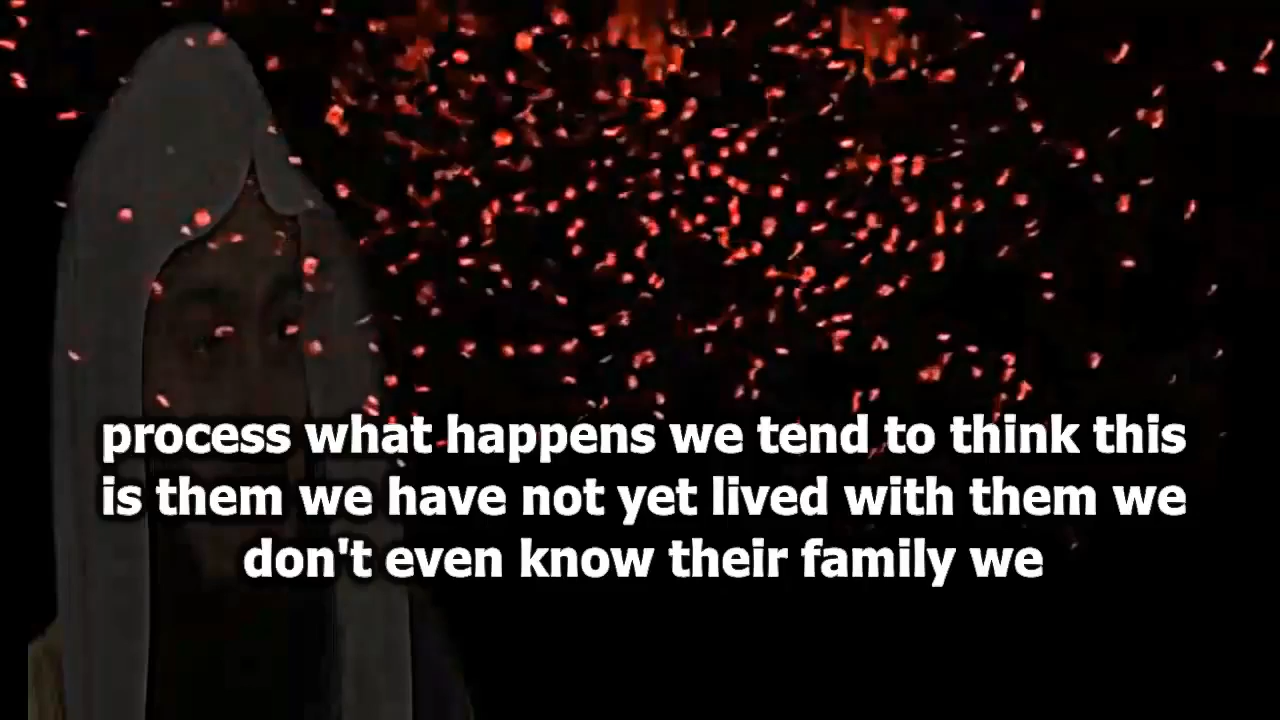 process what happens we tend to think this
is them we have not yet lived with them we
don't even know their family we